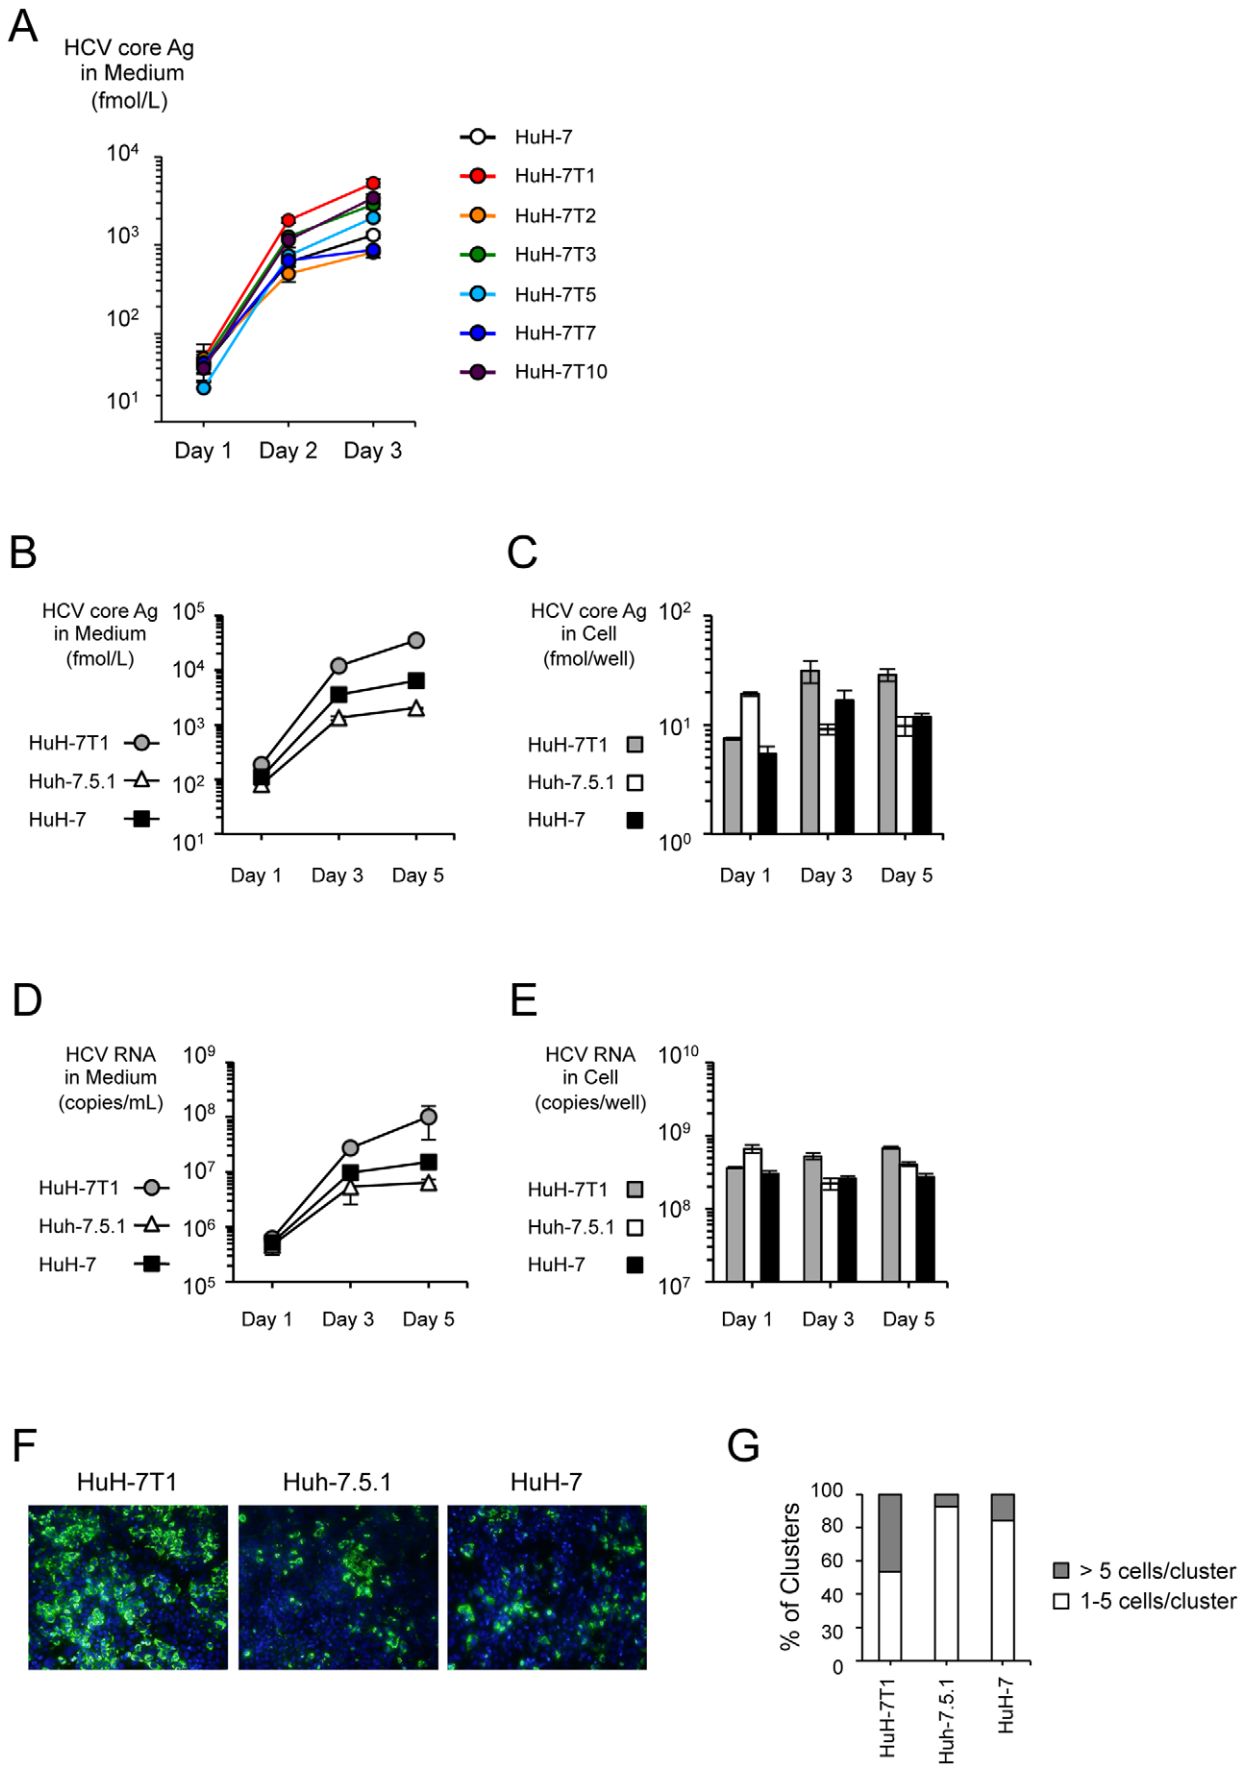 A
HCV core Ag
in Medium
(fmol/L)
10⁴
10³
10²
10¹
Day 1 Day 2 Day 3
HuH-7
HuH-7T1
HuH-7T2
HuH-7T3
HuH-7T5
HuH-7T7
HuH-7T10
B
HCV core Ag
in Medium
(fmol/L)
HuH-7T1
Huh-7.5.1
HuH-7
10⁵
10⁴
10³
10²
10¹
Day 1 Day 3 Day 5
C
HCV core Ag
in Cell
(fmol/well)
HuH-7T1
Huh-7.5.1
HuH-7
10²
10¹
10⁰
Day 1 Day 3 Day 5
D
HCV RNA
in Medium
(copies/mL)
HuH-7T1
Huh-7.5.1
HuH-7
10⁹
10⁸
10⁷
10⁶
10⁵
Day 1 Day 3 Day 5
E
HCV RNA
in Cell
(copies/well)
HuH-7T1
Huh-7.5.1
HuH-7
10¹⁰
10⁹
10⁸
10⁷
Day 1 Day 3 Day 5
F
HuH-7T1 Huh-7.5.1 HuH-7
G
% of Clusters
100
80
60
40
30
0
HuH-7T1
Huh-7.5.1
HuH-7
> 5 cells/cluster
1-5 cells/cluster